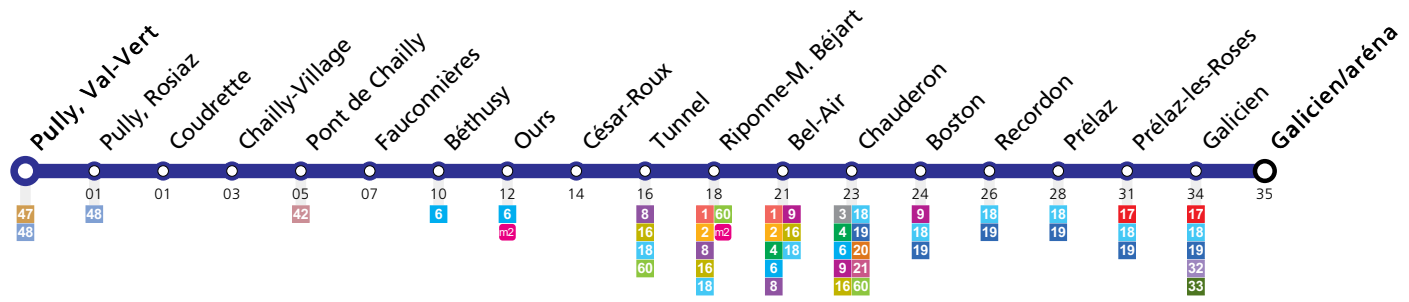 Pully, Val-Vert
Pully, Rosiaz
Coudrette
Chailly-Village
Pont de Chailly
Fauconnières
Béthusy
Ours
César-Roux
Tunnel
Riponne-M. Béjart
Bel-Air
Chauderon
Boston
Recordon
Prélaz
Prélaz-les-Roses
Galicien
Galicien/aréna
01 01 03 05 07 10 12 14 16 18 21 23 24 26 28 31 34 35
47 48 42 6 6 8 1 60 1 9 3 18 9 18 18 17 17
48 m2 16 2 m2 2 16 4 19 18 19 19 18 18
18 8 4 18 6 20 19 19 19
60 16 6 9 21 32
18 8 16 60 33